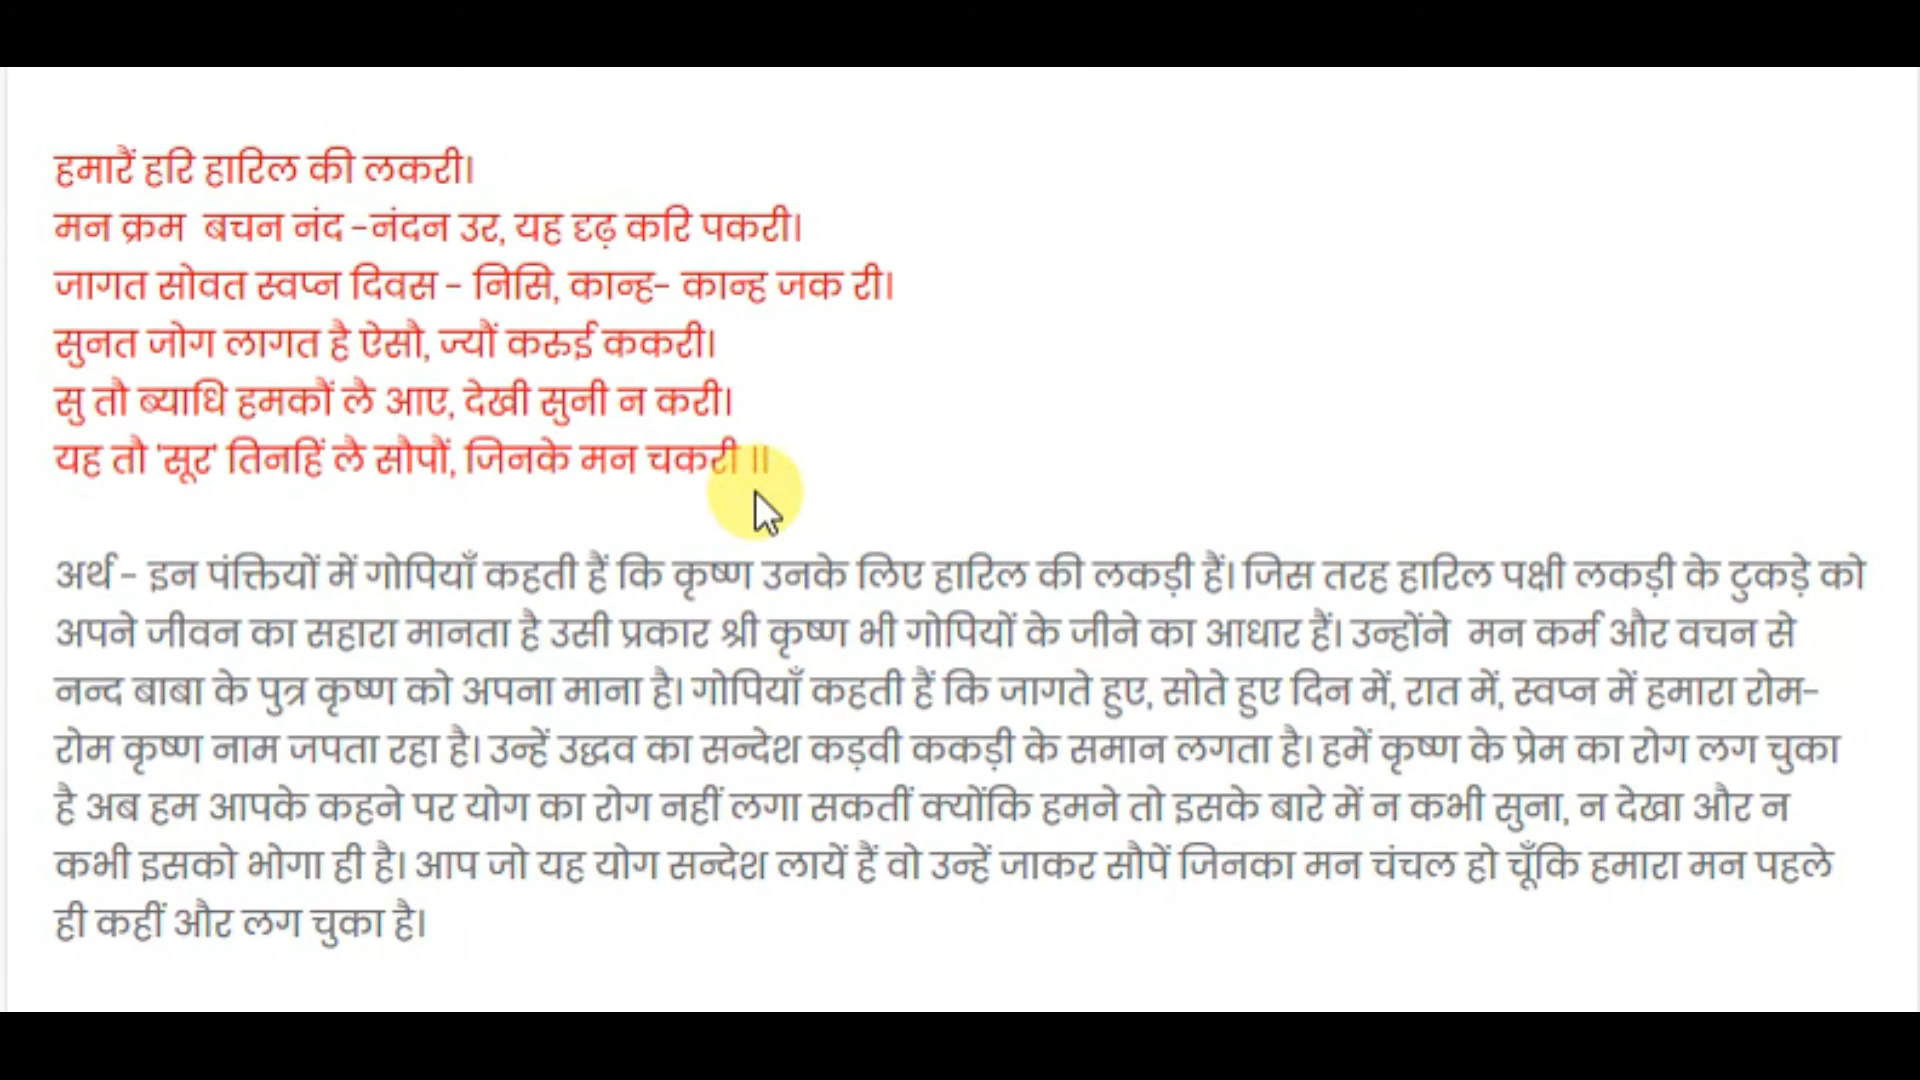 हमारैं हरि हारिल की लकरी।
मन क्रम बचन नंद -नंदन उर, यह दृढ़ करि पकरी।
जागत सोवत स्वप्न दिवस - निसि, कान्ह- कान्ह जक री।
सुनत जोग लागत है ऐसौ, ज्यौं करुई ककरी।
सु तौ ब्याधि हमकौं लै आए, देखी सुनी न करी।
यह तौ 'सूर' तिनहिं लै सौपौं, जिनके मन चकरी ॥
अर्थ - इन पंक्तियों में गोपियाँ कहती हैं कि कृष्ण उनके लिए हारिल की लकड़ी हैं। जिस तरह हारिल पक्षी लकड़ी के टुकड़े को
अपने जीवन का सहारा मानता है उसी प्रकार श्री कृष्ण भी गोपियों के जीने का आधार हैं। उन्होंने मन कर्म और वचन से
नन्द बाबा के पुत्र कृष्ण को अपना माना है। गोपियाँ कहती हैं कि जागते हुए, सोते हुए दिन में, रात में, स्वप्न में हमारा रोम-
रोम कृष्ण नाम जपता रहा है। उन्हें उद्धव का सन्देश कड़वी ककड़ी के समान लगता है। हमें कृष्ण के प्रेम का रोग लग चुका
है अब हम आपके कहने पर योग का रोग नहीं लगा सकतीं क्योंकि हमने तो इसके बारे में न कभी सुना, न देखा और न
कभी इसको भोगा ही है। आप जो यह योग सन्देश लायें हैं वो उन्हें जाकर सौपें जिनका मन चंचल हो चूँकि हमारा मन पहले
ही कहीं और लग चुका है।